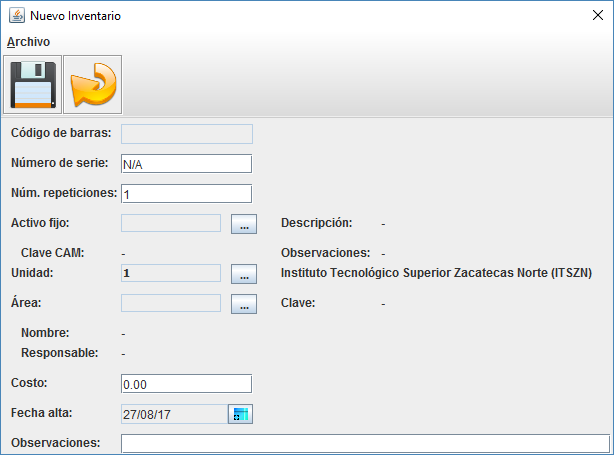 Nuevo Inventario
Archivo
Código de barras:
Número de serie: N/A
Núm. repeticiones: 1
Activo fijo: ... Descripción: -
Clave CAM: - Observaciones: -
Unidad: 1 ... Instituto Tecnológico Superior Zacatecas Norte (ITSZN)
Área: ... Clave: -
Nombre: -
Responsable: -
Costo: 0.00
Fecha alta: 27/08/17
Observaciones: